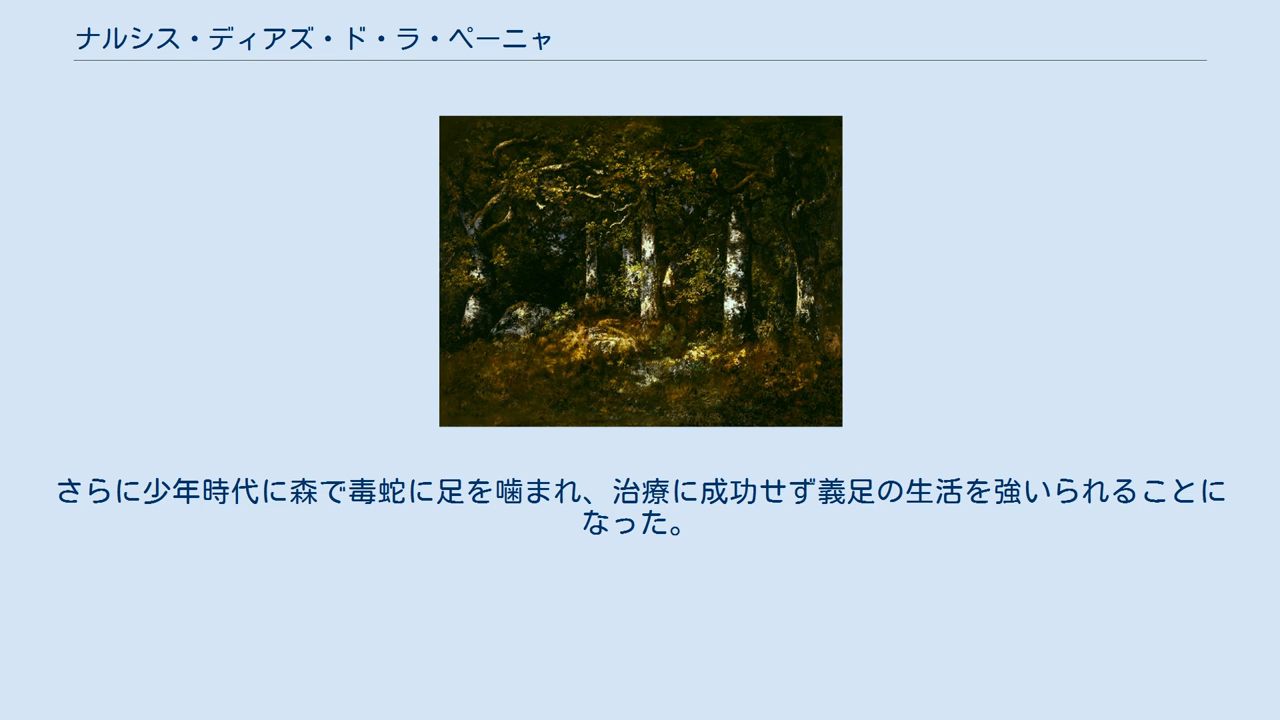 ナルシス・ディアズ・ド・ラ・ペーニャ
さらに少年時代に森で毒蛇に足を噛まれ、治療に成功せず義足の生活を強いられることに
なった。